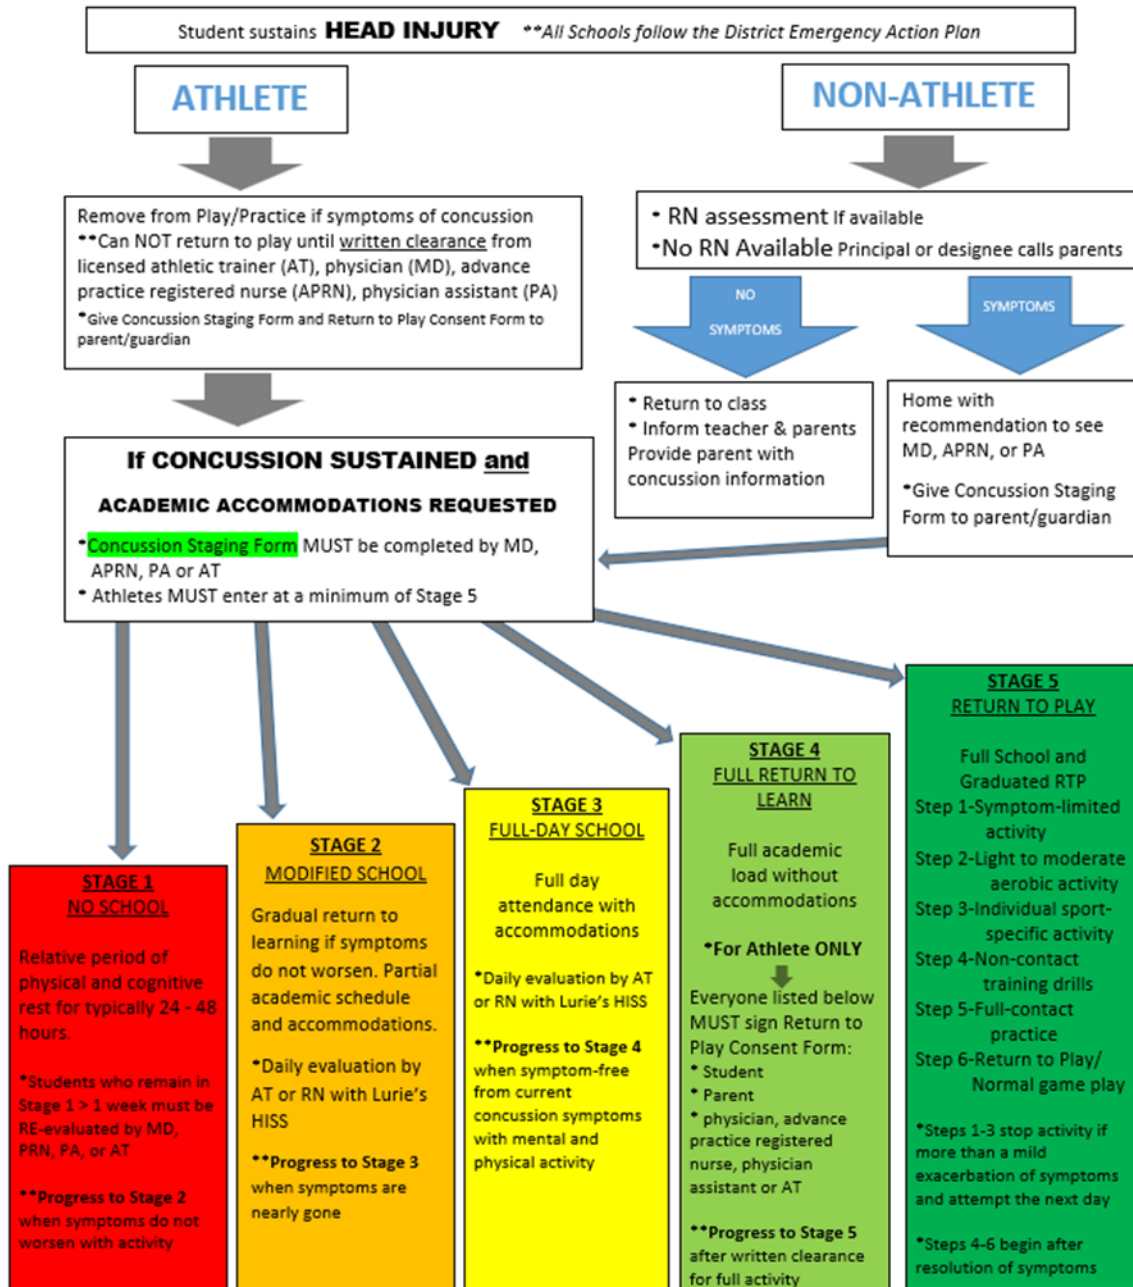 Student sustains HEAD INJURY **All Schools follow the District Emergency Action Plan
ATHLETE
NON-ATHLETE
Remove from Play/Practice if symptoms of concussion
**Can NOT return to play until written clearance from
licensed athletic trainer (AT), physician (MD), advance
practice registered nurse (APRN), physician assistant (PA)
*Give Concussion Staging Form and Return to Play Consent Form to
parent/guardian
* RN assessment If available
*No RN Available Principal or designee calls parents
NO
SYMPTOMS
SYMPTOMS
* Return to class
* Inform teacher & parents
Provide parent with
concussion information
Home with
recommendation to see
MD, APRN, or PA
*Give Concussion Staging
Form to parent/guardian
If CONCUSSION SUSTAINED and
ACADEMIC ACCOMMODATIONS REQUESTED
*Concussion Staging Form MUST be completed by MD,
APRN, PA or AT
* Athletes MUST enter at a minimum of Stage 5
STAGE 1
NO SCHOOL
Relative period of
physical and cognitive
rest for typically 24 - 48
hours.
*Students who remain in
Stage 1 > 1 week must be
RE-evaluated by MD,
PRN, PA, or AT
**Progress to Stage 2
when symptoms do not
worsen with activity
STAGE 2
MODIFIED SCHOOL
Gradual return to
learning if symptoms
do not worsen. Partial
academic schedule
and accommodations.
*Daily evaluation by
AT or RN with Lurie's
HISS
**Progress to Stage 3
when symptoms are
nearly gone
STAGE 3
FULL-DAY SCHOOL
Full day
attendance with
accommodations
*Daily evaluation by AT
or RN with Lurie's HISS
**Progress to Stage 4
when symptom-free
from current
concussion symptoms
with mental and
physical activity
STAGE 4
FULL RETURN TO
LEARN
Full academic
load without
accommodations
*For Athlete ONLY
Everyone listed below
MUST sign Return to
Play Consent Form:
* Student
* Parent
* physician, advance
practice registered
nurse, physician
assistant or AT
**Progress to Stage 5
after written clearance
for full activity
STAGE 5
RETURN TO PLAY
Full School and
Graduated RTP
Step 1-Symptom-limited
activity
Step 2-Light to moderate
aerobic activity
Step 3-Individual sport-
specific activity
Step 4-Non-contact
training drills
Step 5-Full-contact
practice
Step 6-Return to Play/
Normal game play
*Steps 1-3 stop activity if
more than a mild
exacerbation of symptoms
and attempt the next day
*Steps 4-6 begin after
resolution of symptoms